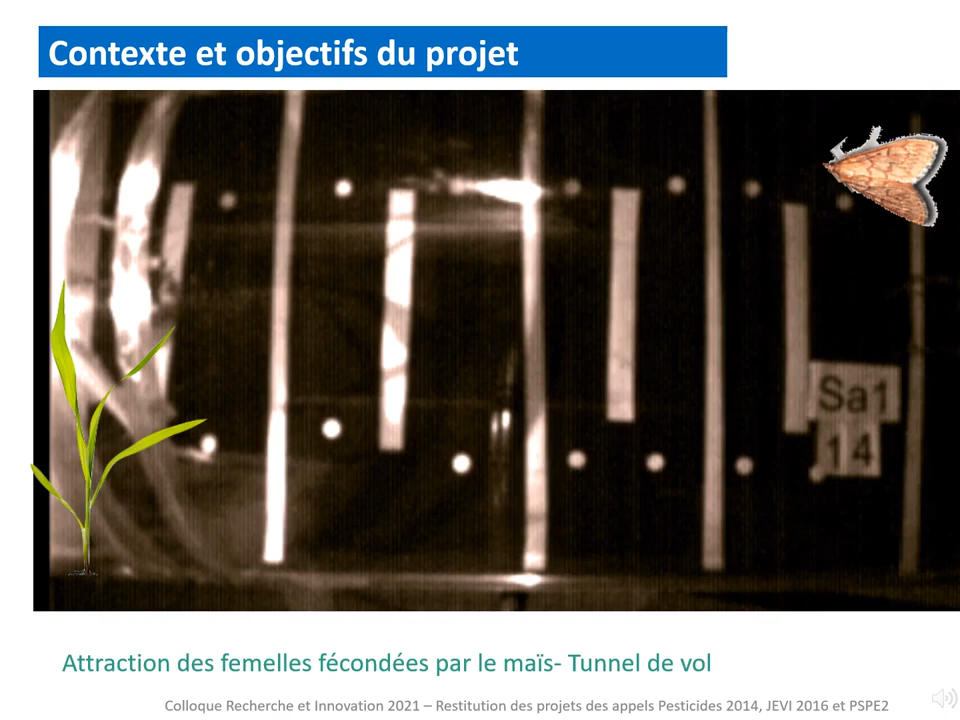 Contexte et objectifs du projet
Sa1
14
Attraction des femelles fécondées par le maïs- Tunnel de vol
Colloque Recherche et Innovation 2021 – Restitution des projets des appels Pesticides 2014, JEVI 2016 et PSPE2